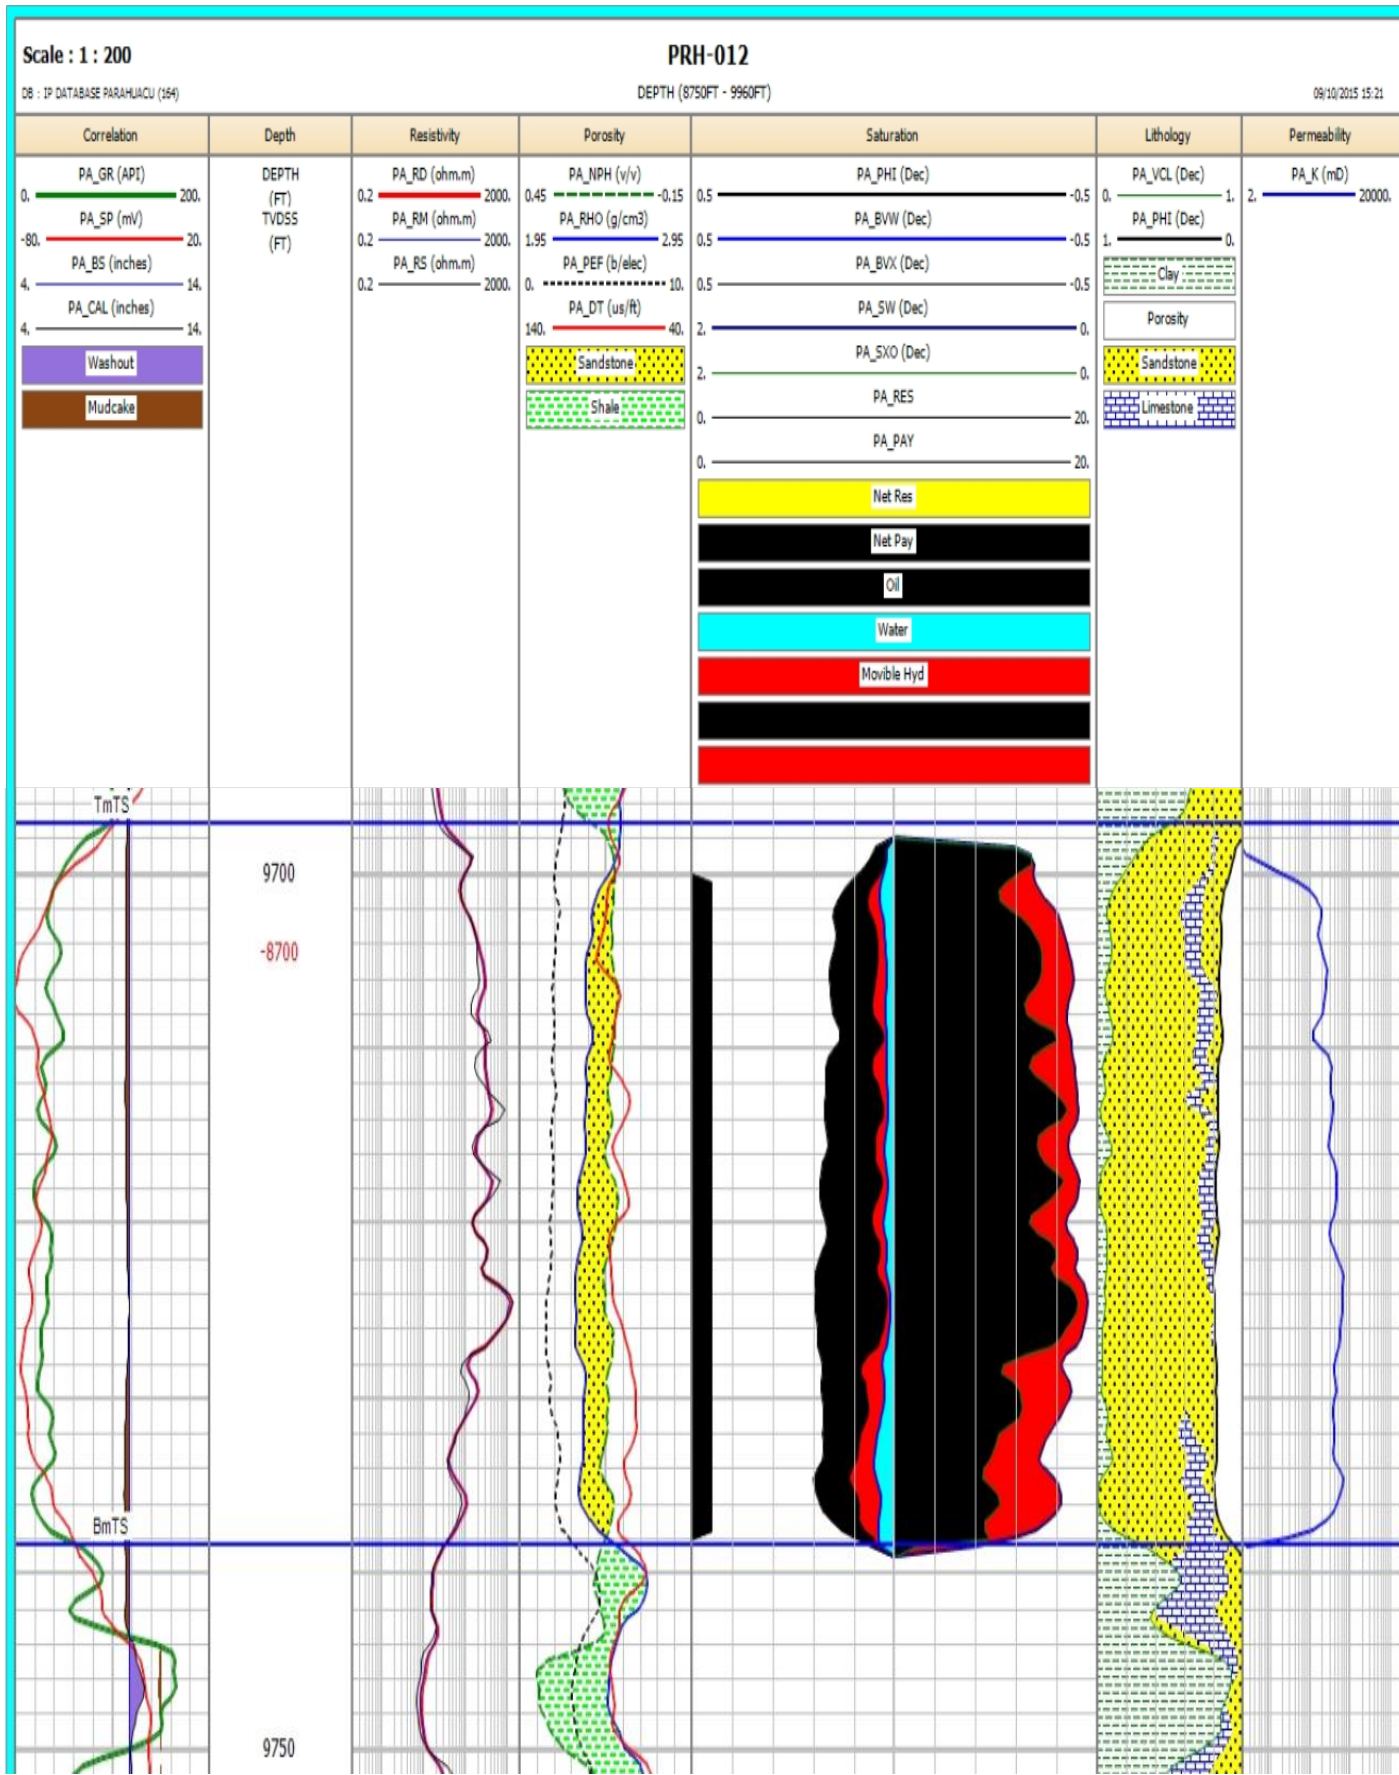 Scale : 1 : 200
PRH-012
DB : IP DATABASE PARAHUACU (164)
DEPTH (8750FT - 9960FT)
09/10/2015 15:21
Correlation
Depth
Resistivity
Porosity
Saturation
Lithology
Permeability
PA_GR (API)
0. 200.
PA_SP (mV)
-80. 20.
PA_BS (inches)
4. 14.
PA_CAL (inches)
4. 14.
Washout
Mudcake
DEPTH
(FT)
TVDSS
(FT)
PA_RD (ohm.m)
0.2 2000.
PA_RM (ohm.m)
0.2 2000.
PA_RS (ohm.m)
0.2 2000.
PA_NPH (v/v)
0.45 -0.15
PA_RHO (g/cm3)
1.95 2.95
PA_PEF (b/elec)
0. 10.
PA_DT (us/ft)
140. 40.
Sandstone
Shale
PA_PHI (Dec)
0.5 -0.5
PA_BVW (Dec)
0.5 -0.5
PA_BVX (Dec)
0.5 -0.5
PA_SW (Dec)
2. 0.
PA_SXO (Dec)
2. 0.
PA_RES
0. 20.
PA_PAY
0. 20.
Net Res
Net Pay
Oil
Water
Movible Hyd
PA_VCL (Dec)
0. 1.
PA_PHI (Dec)
1. 0.
Clay
Porosity
Sandstone
Limestone
PA_K (mD)
2. 20000.
TmTS
9700
-8700
BmTS
9750